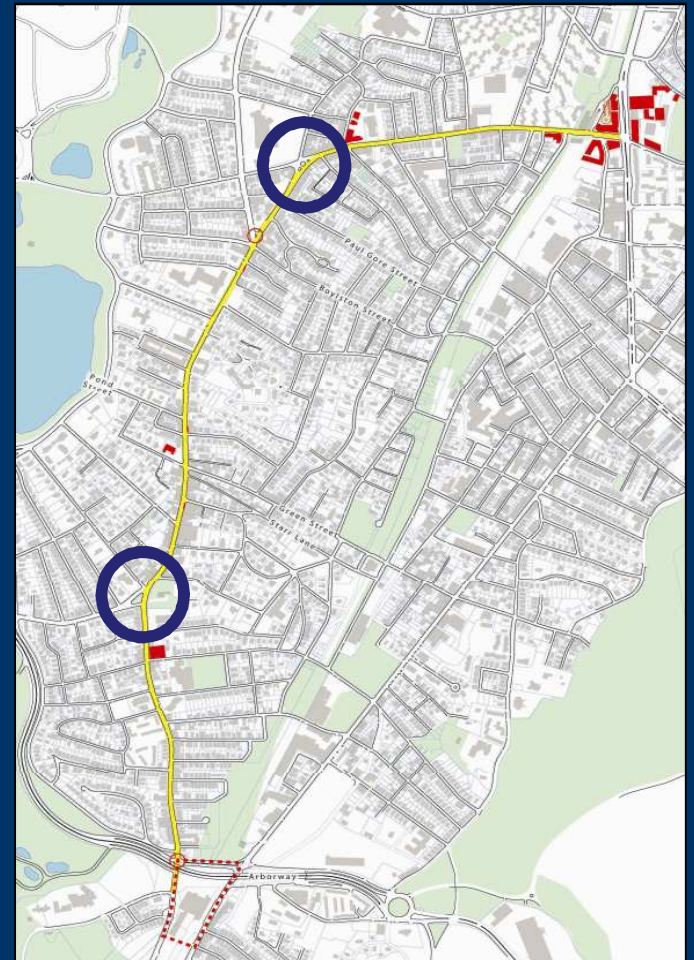 Paul Gore Street
Boylston Street
Pond
Street
Green Street
Starr Lane
Arborway